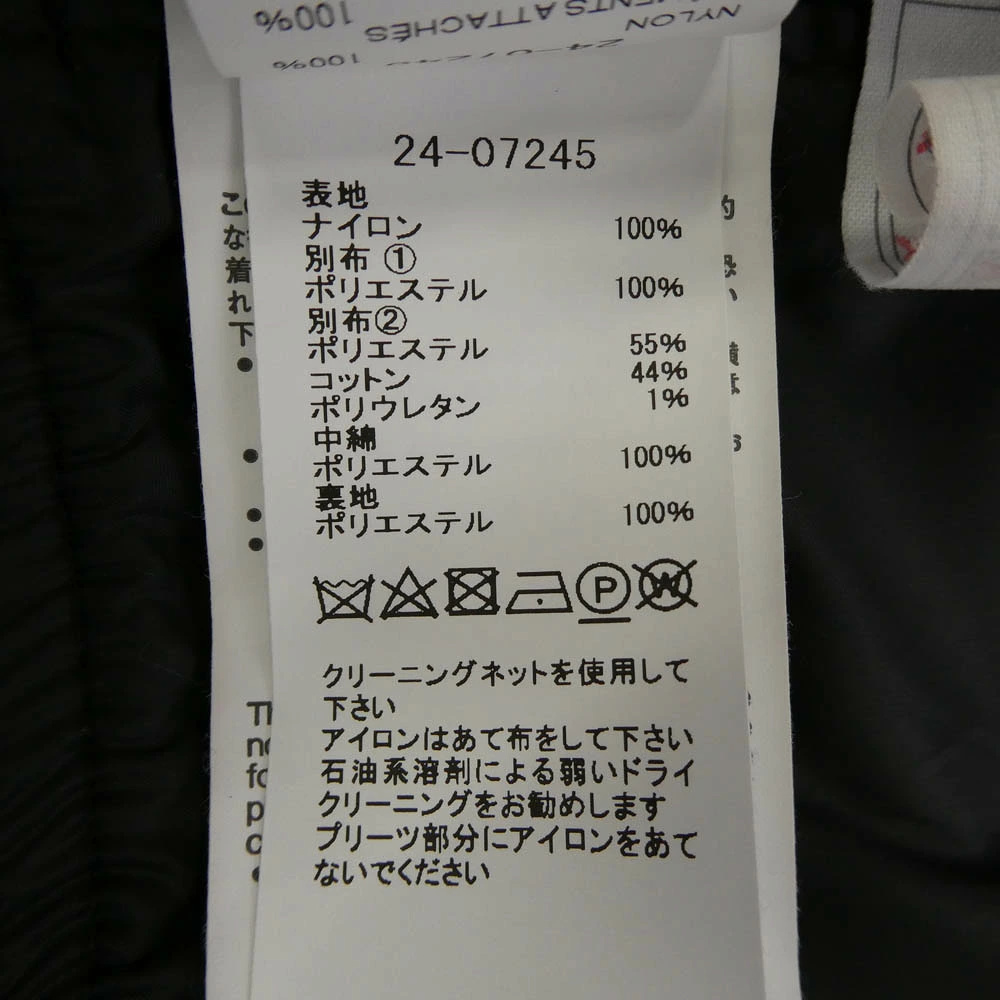 100%
MENTS ATTACHÉS
NYLON
100%
24-07245
24-07245
表地
ナイロン 100%
別布 ①
ポリエステル 100%
別布②
ポリエステル 55%
コットン 44%
ポリウレタン 1%
中綿
ポリエステル 100%
裏地
ポリエステル 100%
P W
クリーニングネットを使用して
下さい
アイロンはあて布をして下さい
石油系溶剤による弱いドライ
クリーニングをお勧めします
プリーツ部分にアイロンをあて
ないでください